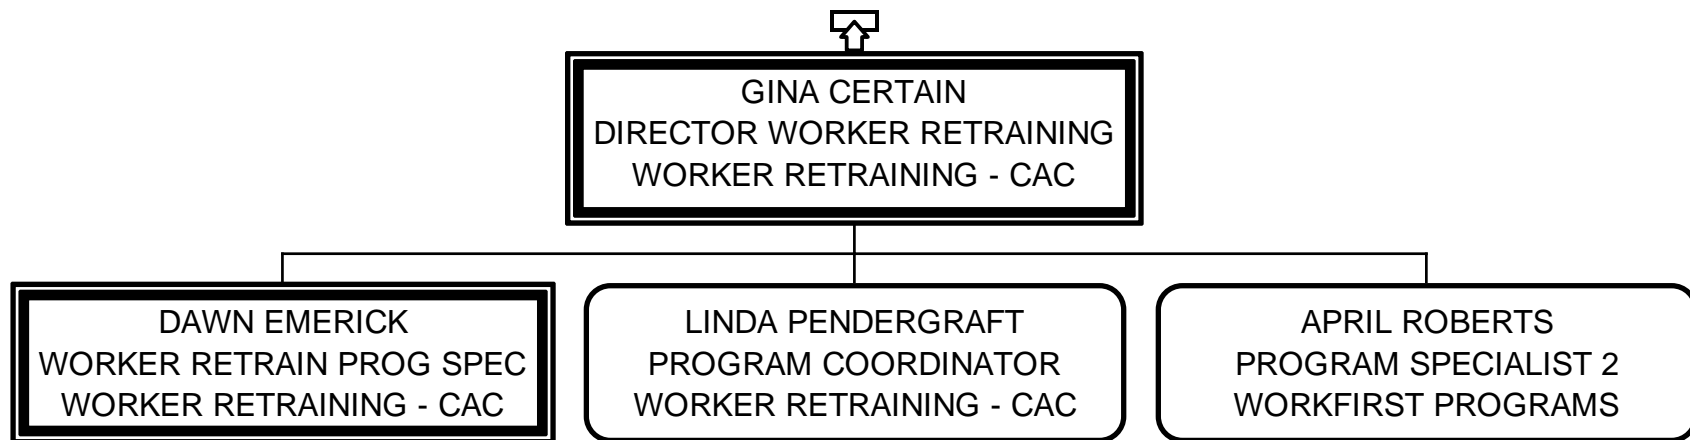 GINA CERTAIN
DIRECTOR WORKER RETRAINING
WORKER RETRAINING - CAC
DAWN EMERICK
WORKER RETRAIN PROG SPEC
WORKER RETRAINING - CAC
LINDA PENDERGRAFT
PROGRAM COORDINATOR
WORKER RETRAINING - CAC
APRIL ROBERTS
PROGRAM SPECIALIST 2
WORKFIRST PROGRAMS